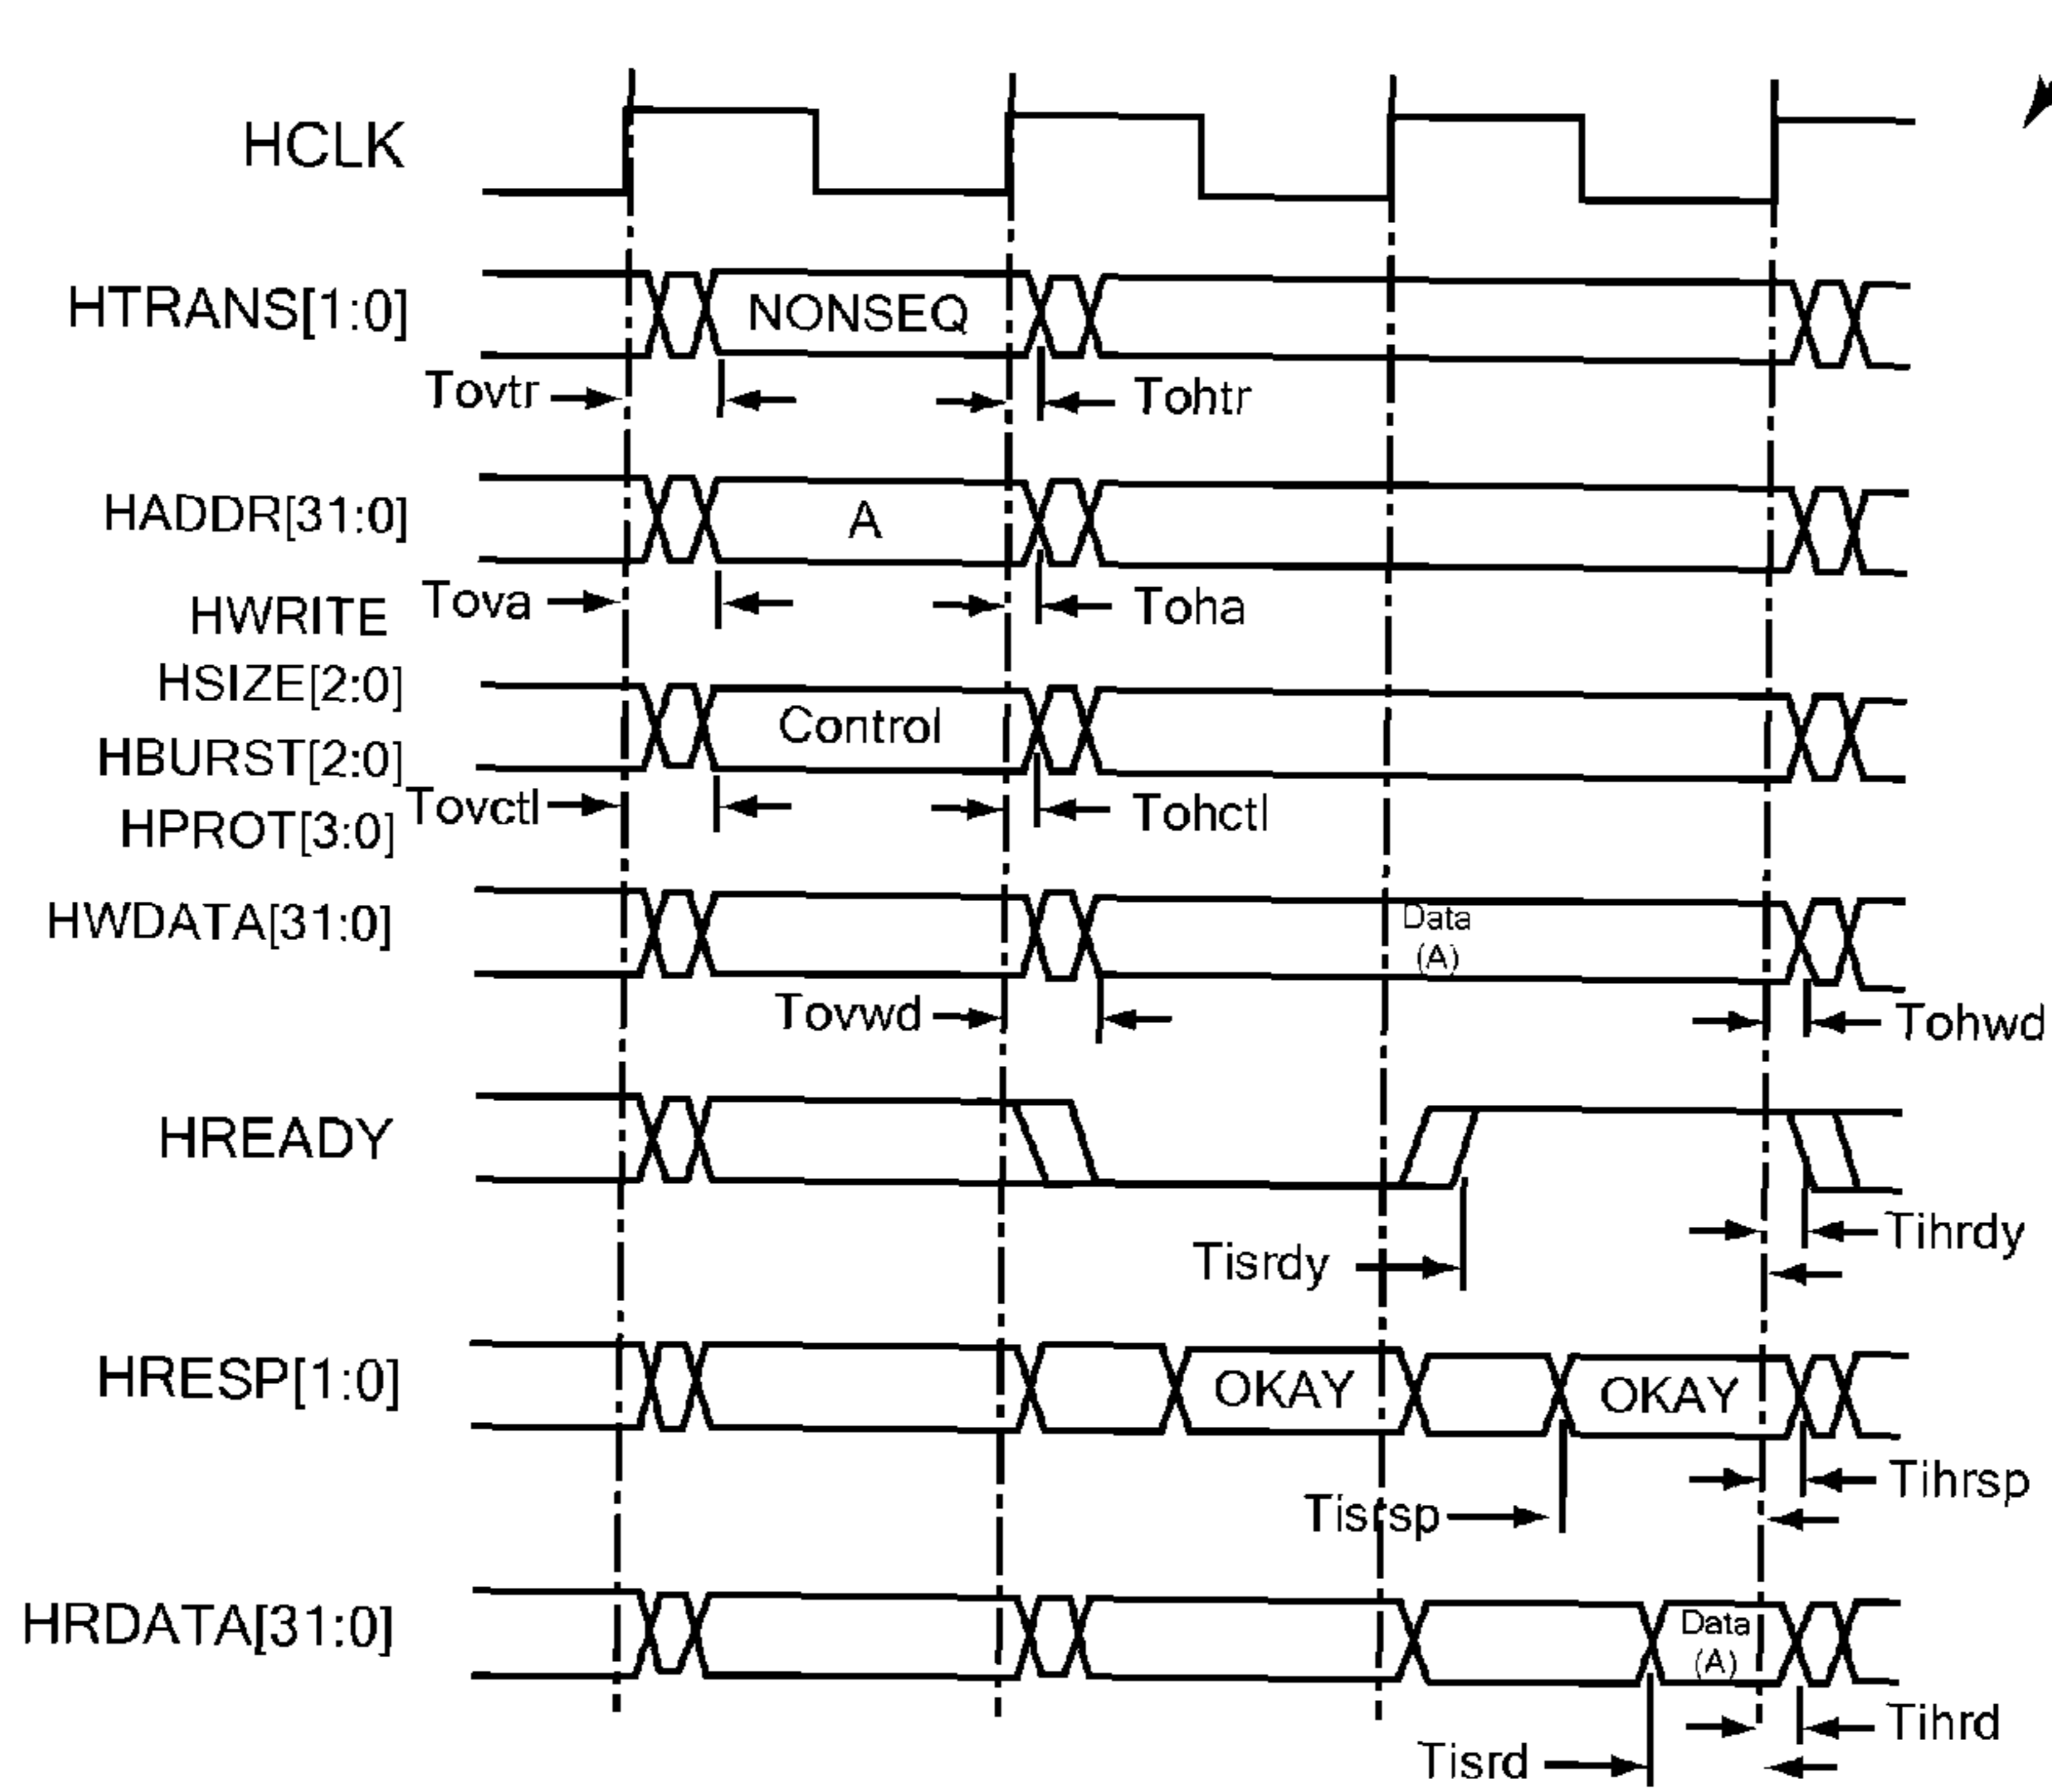 HCLK
HTRANS[1:0]
NONSEQ
Tovtr
Tohtr
HADDR[31:0]
A
Tova
Toha
HWRITE
HSIZE[2:0]
Control
HBURST[2:0]
Tovctl
Tohctl
HPROT[3:0]
HWDATA[31:0]
Data
(A)
Tovwd
Tohwd
HREADY
Tihrdy
Tisrdy
HRESP[1:0]
OKAY
OKAY
Tihrsp
Tisrsp
HRDATA[31:0]
Data
(A)
Tihrd
Tisrd